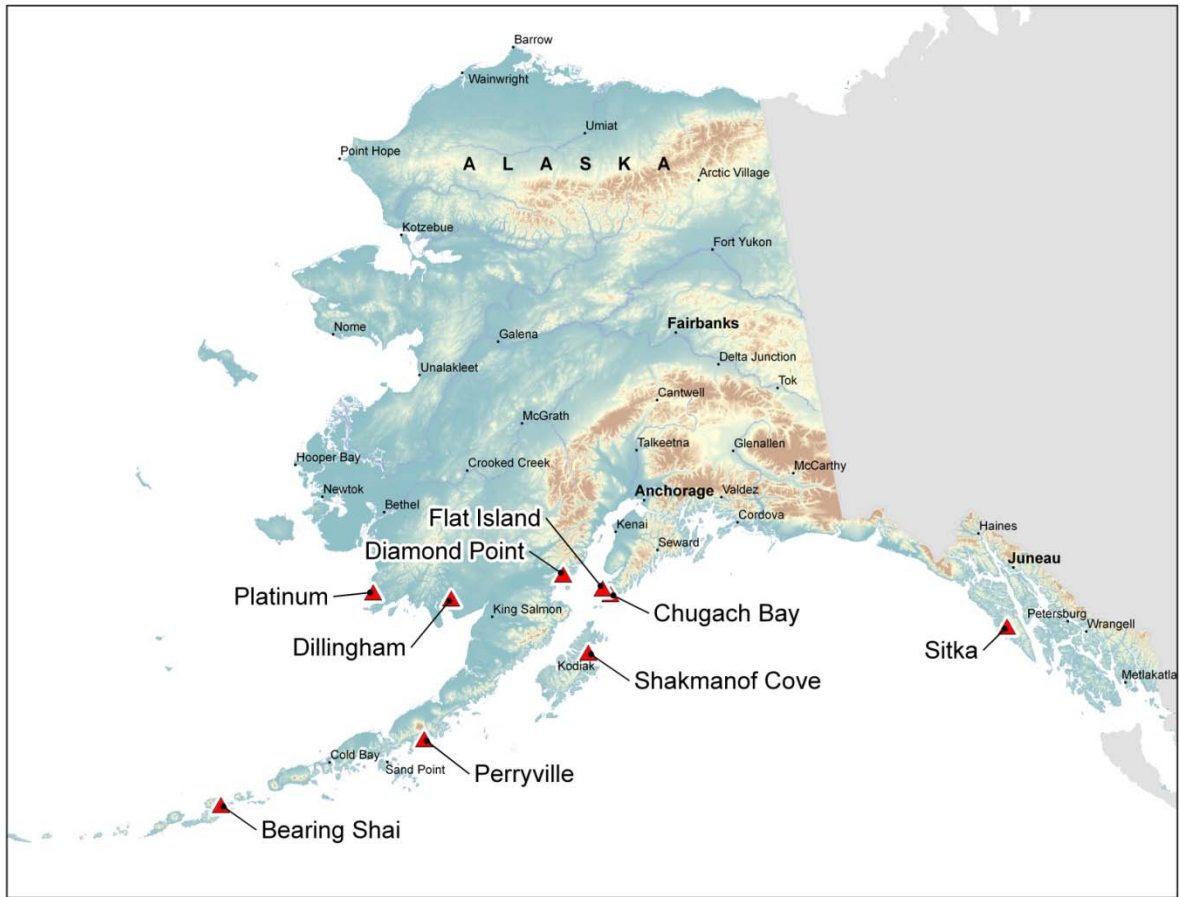 Barrow
Wainwright
Umiat
Point Hope
A L A S K A
Arctic Village
Kotzebue
Fort Yukon
Nome
Galena
Fairbanks
Unalakleet
Delta Junction
Tok
Cantwell
McGrath
Talkeetna
Glenallen
Hooper Bay
Crooked Creek
McCarthy
Newtok
Bethel
Anchorage
Valdez
Flat Island
Kenai
Cordova
Haines
Diamond Point
Seward
Juneau
Platinum
Chugach Bay
King Salmon
Petersburg
Wrangell
Dillingham
Sitka
Kodiak
Shakmanof Cove
Metlakatla
Cold Bay
Sand Point
Perryville
Bearing Shai